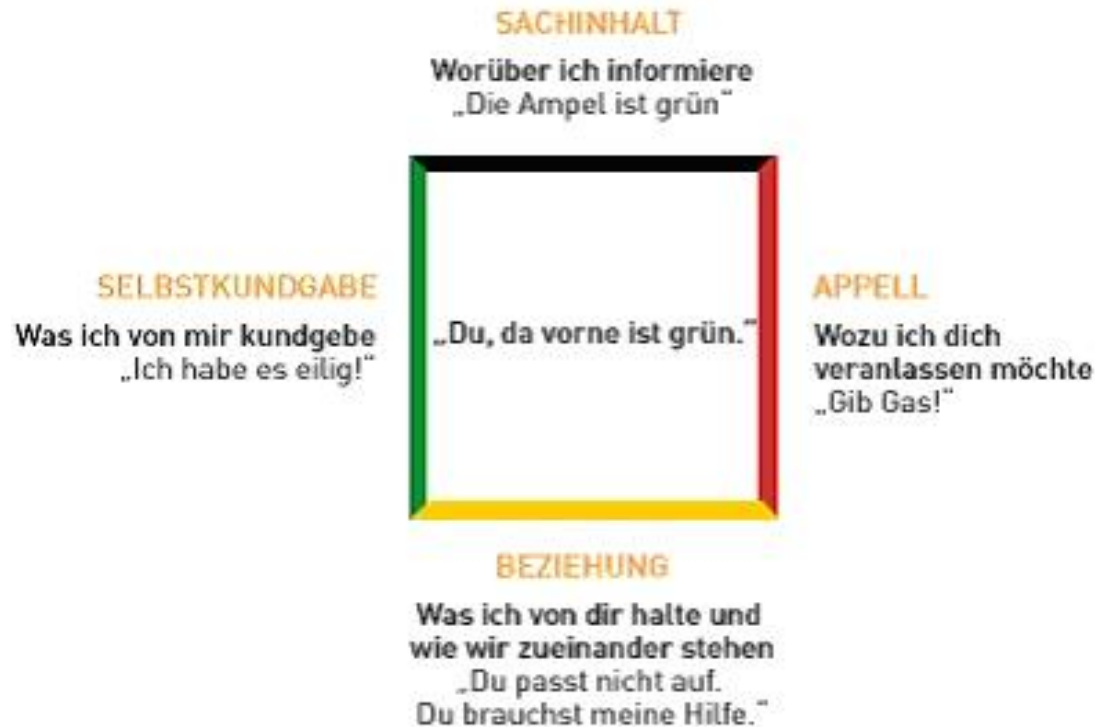 SACHINHALT
Worüber ich informiere
„Die Ampel ist grün“
SELBSTKUNDGABE
Was ich von mir kundgebe
„Ich habe es eilig!“
„Du, da vorne ist grün.“
APPELL
Wozu ich dich
veranlassen möchte
„Gib Gas!“
BEZIEHUNG
Was ich von dir halte und
wie wir zueinander stehen
„Du passt nicht auf.
Du brauchst meine Hilfe.“